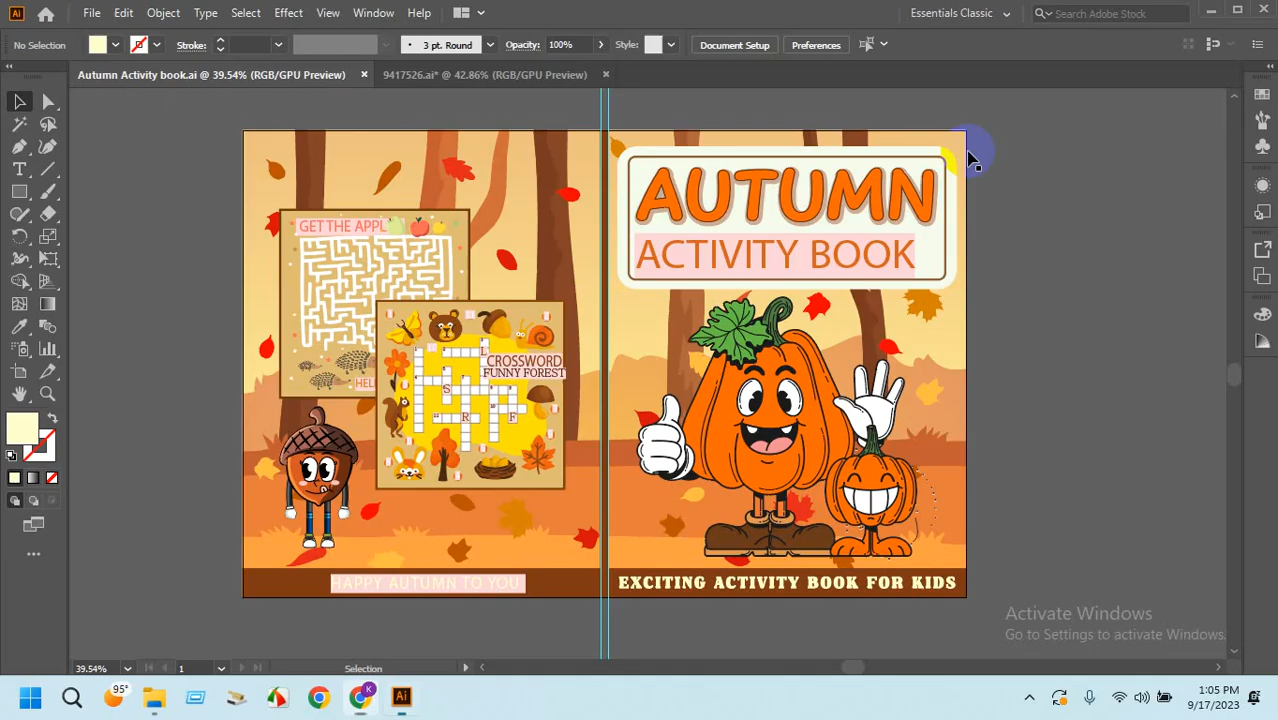 File Edit Object Type Select Effect View Window Help
Essentials Classic
Search Adobe Stock
No Selection
Stroke:
3 pt. Round
Opacity: 100%
Style:
Document Setup
Preferences
Autumn Activity book.ai @ 39.54% (RGB/GPU Preview)
9417526.ai* @ 42.86% (RGB/GPU Preview)
AUTUMN
ACTIVITY BOOK
GET THE APPL
CROSSWORD
FUNNY FOREST
L
HEL
S
R
F
HAPPY AUTUMN TO YOU
EXCITING ACTIVITY BOOK FOR KIDS
Activate Windows
Go to Settings to activate Windows.
39.54%
1
Selection
95°
K
Ai
1:05 PM
9/17/2023